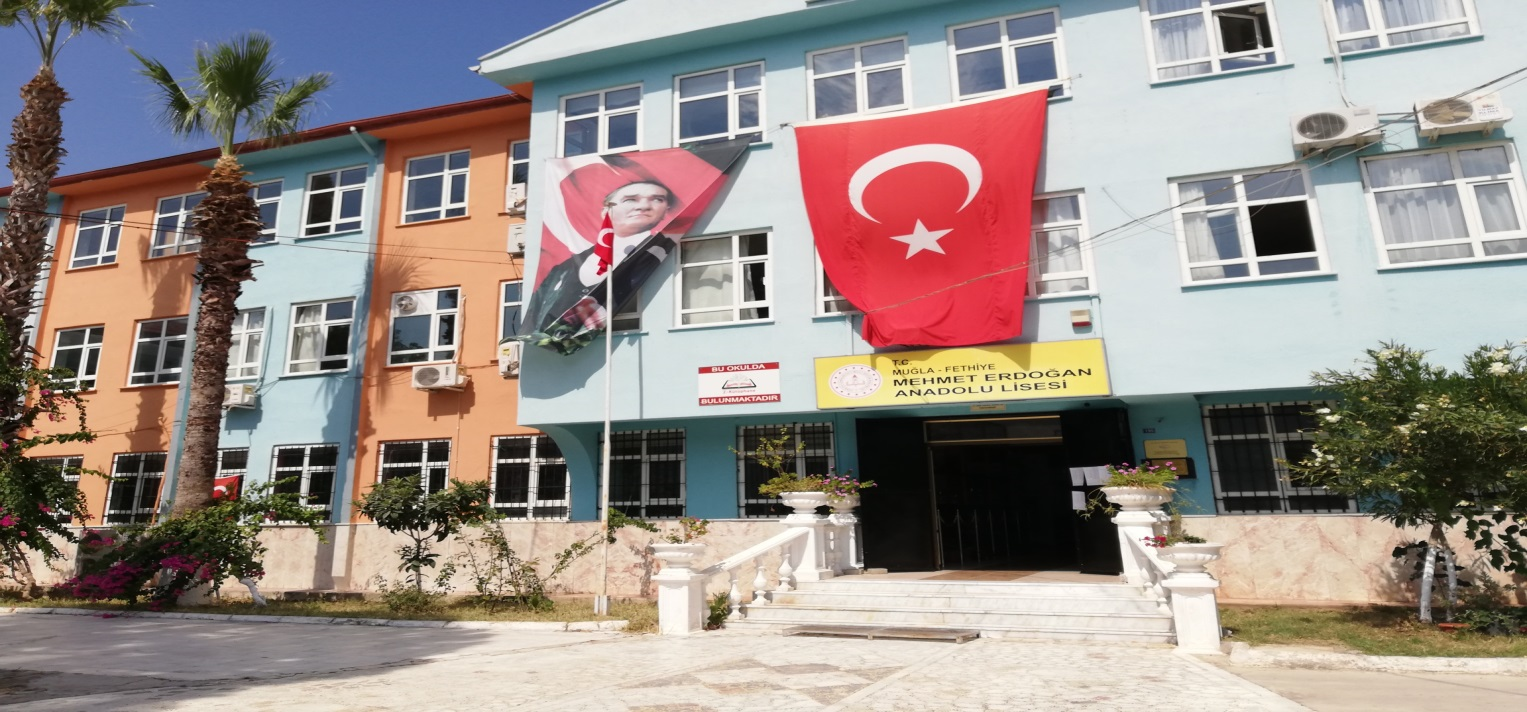 BU OKULDA
BULUNMAKTADIR
T.C.
MUĞLA - FETHİYE
MEHMET ERDOĞAN
ANADOLU LİSESİ